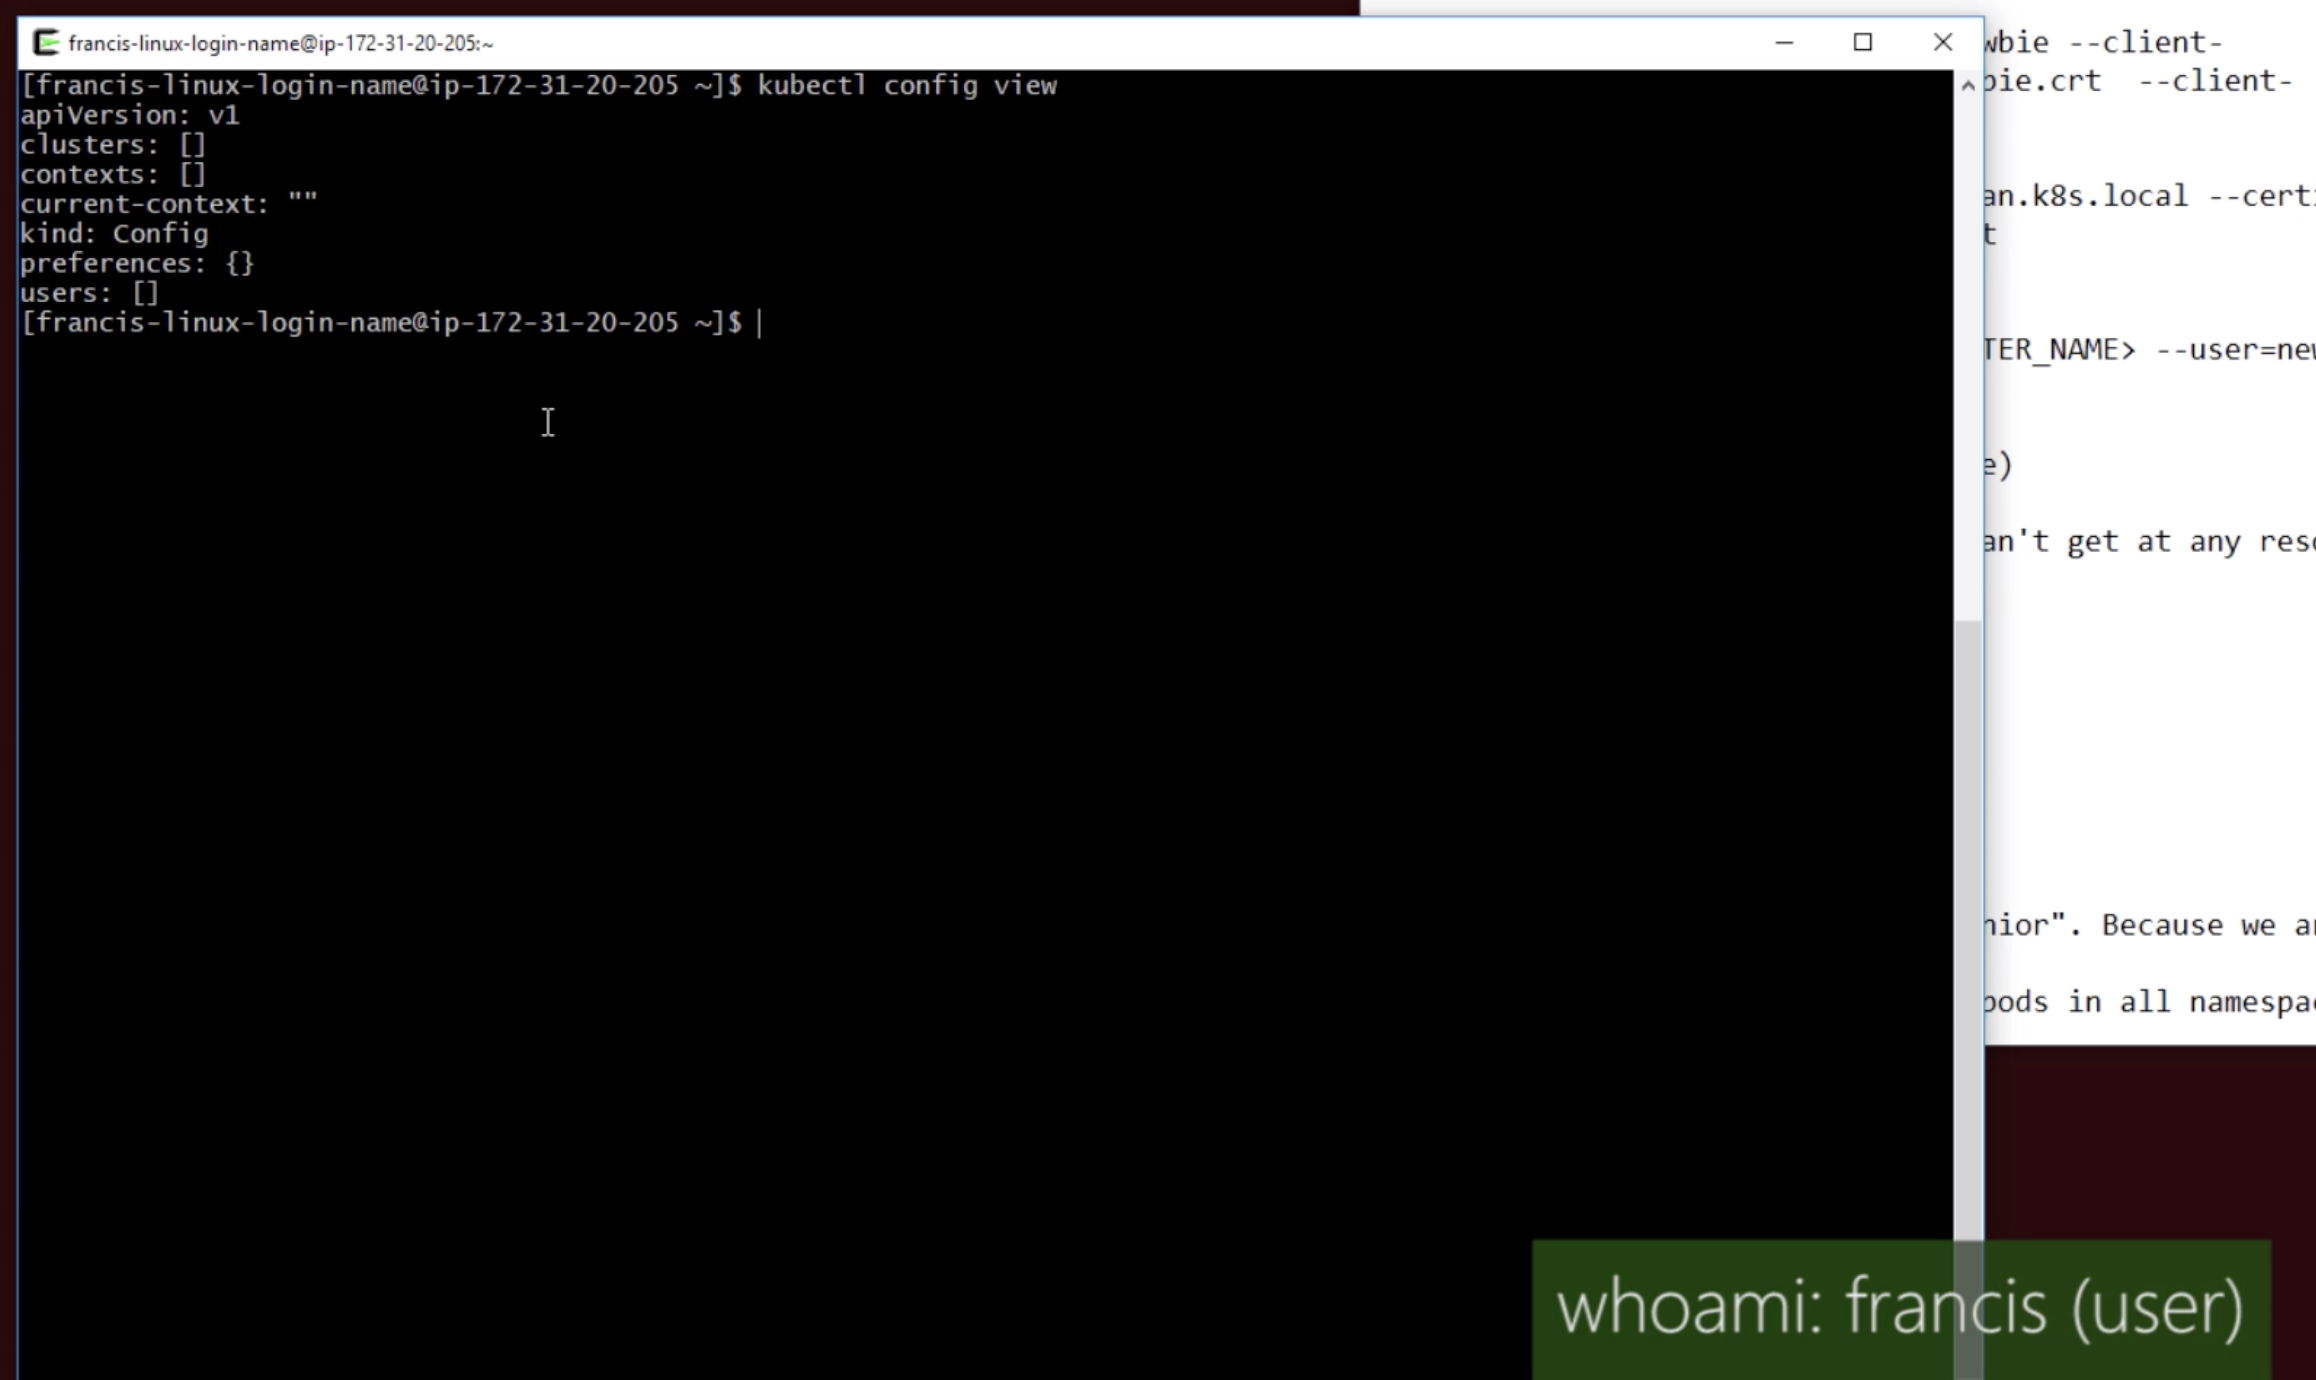 francis-linux-login-name@ip-172-31-20-205:~
[francis-linux-login-name@ip-172-31-20-205 ~]$ kubectl config view
apiVersion: v1
clusters: []
contexts: []
current-context: ""
kind: Config
preferences: {}
users: []
[francis-linux-login-name@ip-172-31-20-205 ~]$
wbie --client-
bie.crt --client-
an.k8s.local --cert
t
TER_NAME> --user=new
e)
an't get at any reso
nior". Because we a
pods in all namespa
whoami: francis (user)